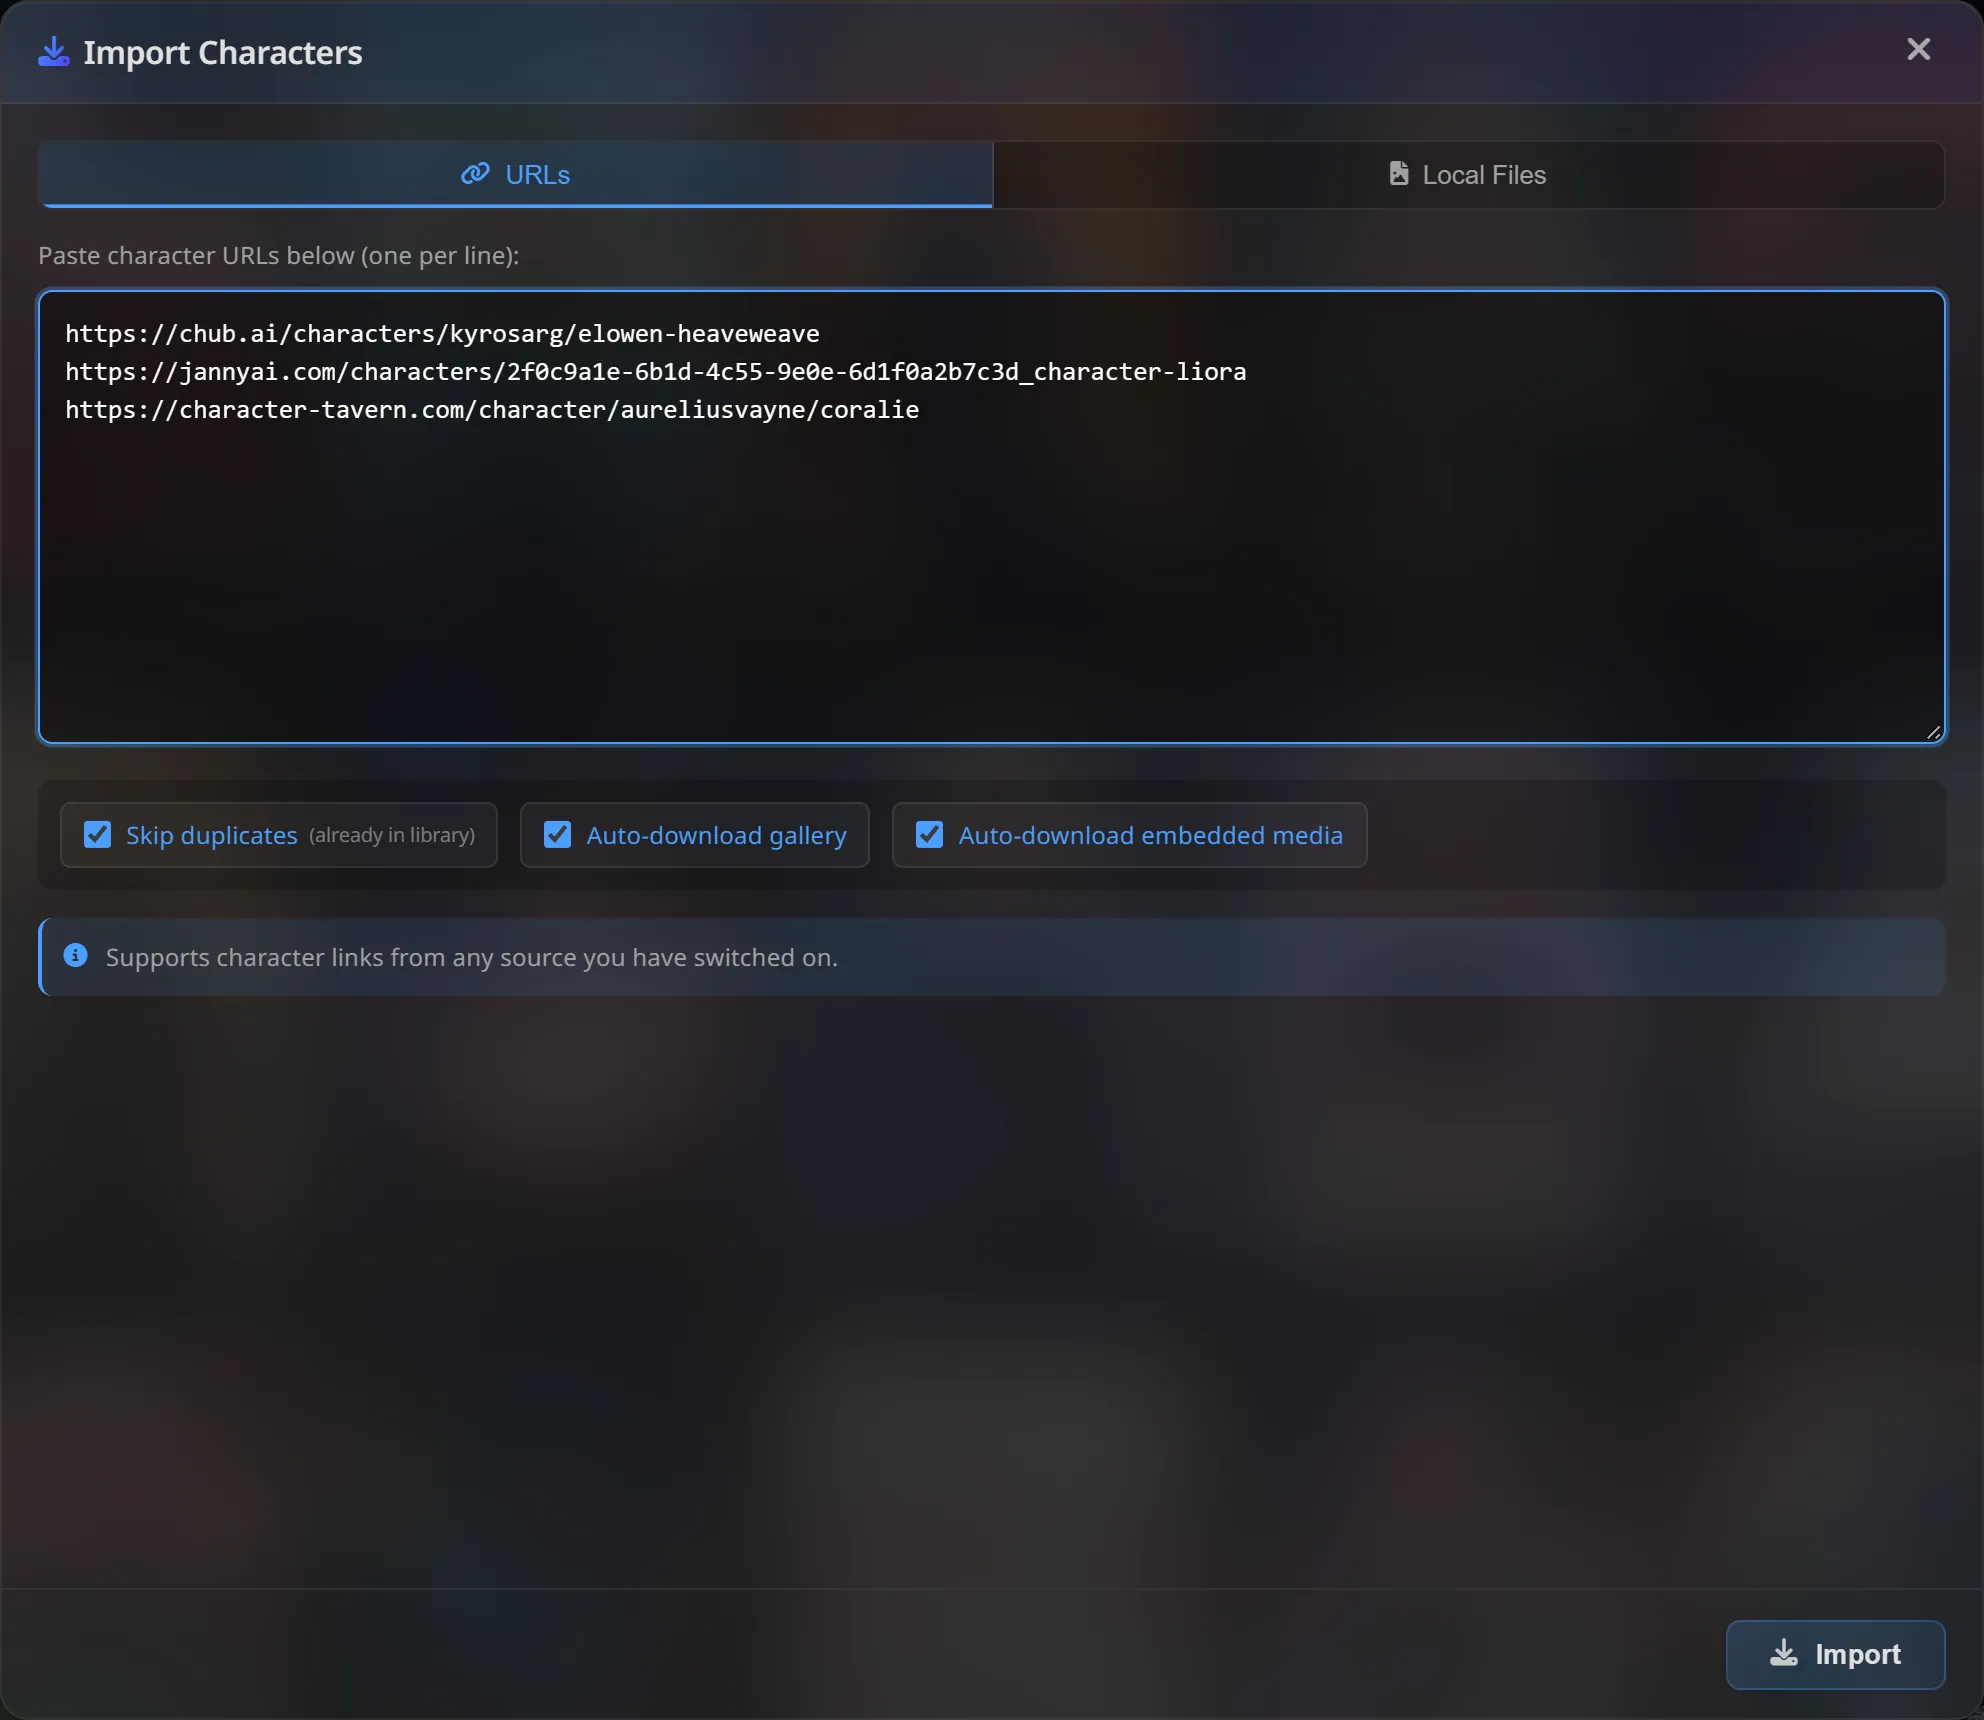 Import Characters
URLs
Local Files
Paste character URLs below (one per line):
https://chub.ai/characters/kyrosarg/elowen-heaveweave
https://jannyai.com/characters/2f0c9a1e-6b1d-4c55-9e0e-6d1f0a2b7c3d_character-liora
https://character-tavern.com/character/aureliusvayne/coralie
Skip duplicates (already in library)
Auto-download gallery
Auto-download embedded media
Supports character links from any source you have switched on.
Import